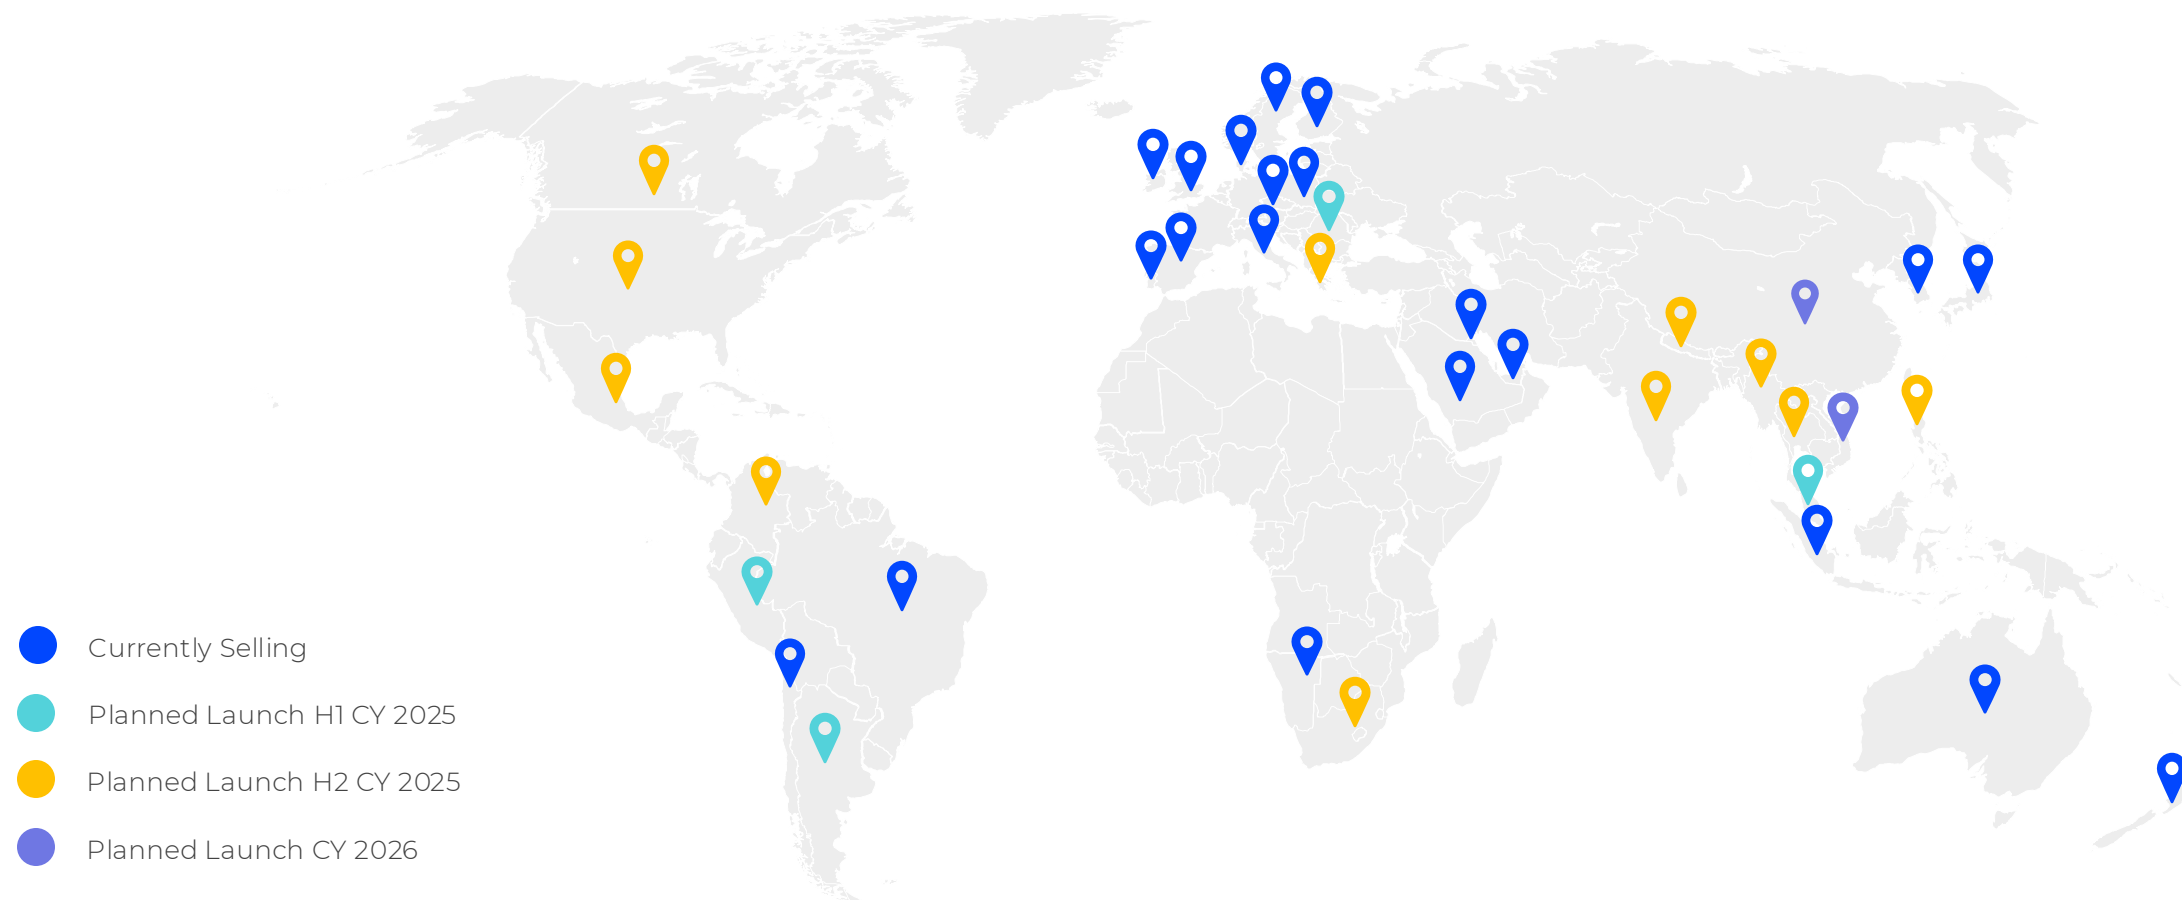 Currently Selling
Planned Launch H1 CY 2025
Planned Launch H2 CY 2025
Planned Launch CY 2026